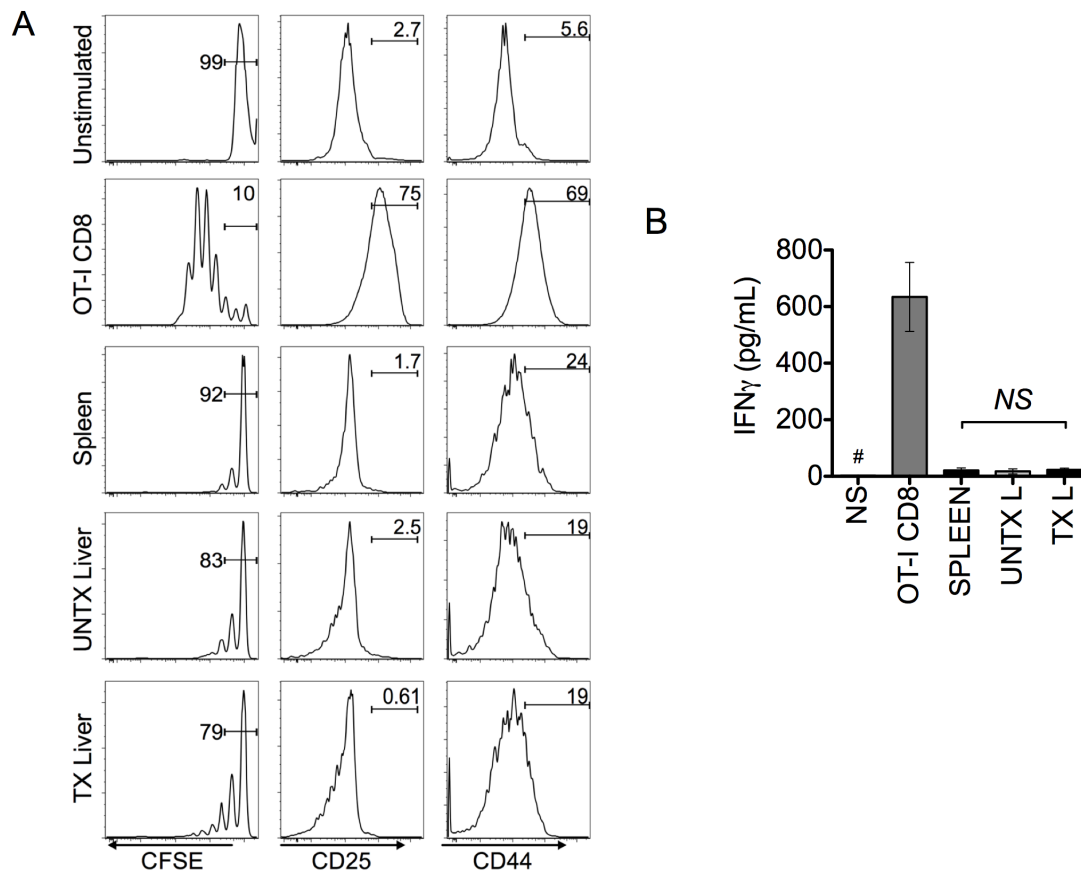 A
Unstimulated
99
2.7
5.6
OT-I CD8
10
75
69
Spleen
92
1.7
24
UNTX Liver
83
2.5
19
TX Liver
79
0.61
19
CFSE
CD25
CD44
B
IFNγ (pg/mL)
800
600
400
200
0
#
NS
NS
OT-I CD8
SPLEEN
UNTX L
TX L